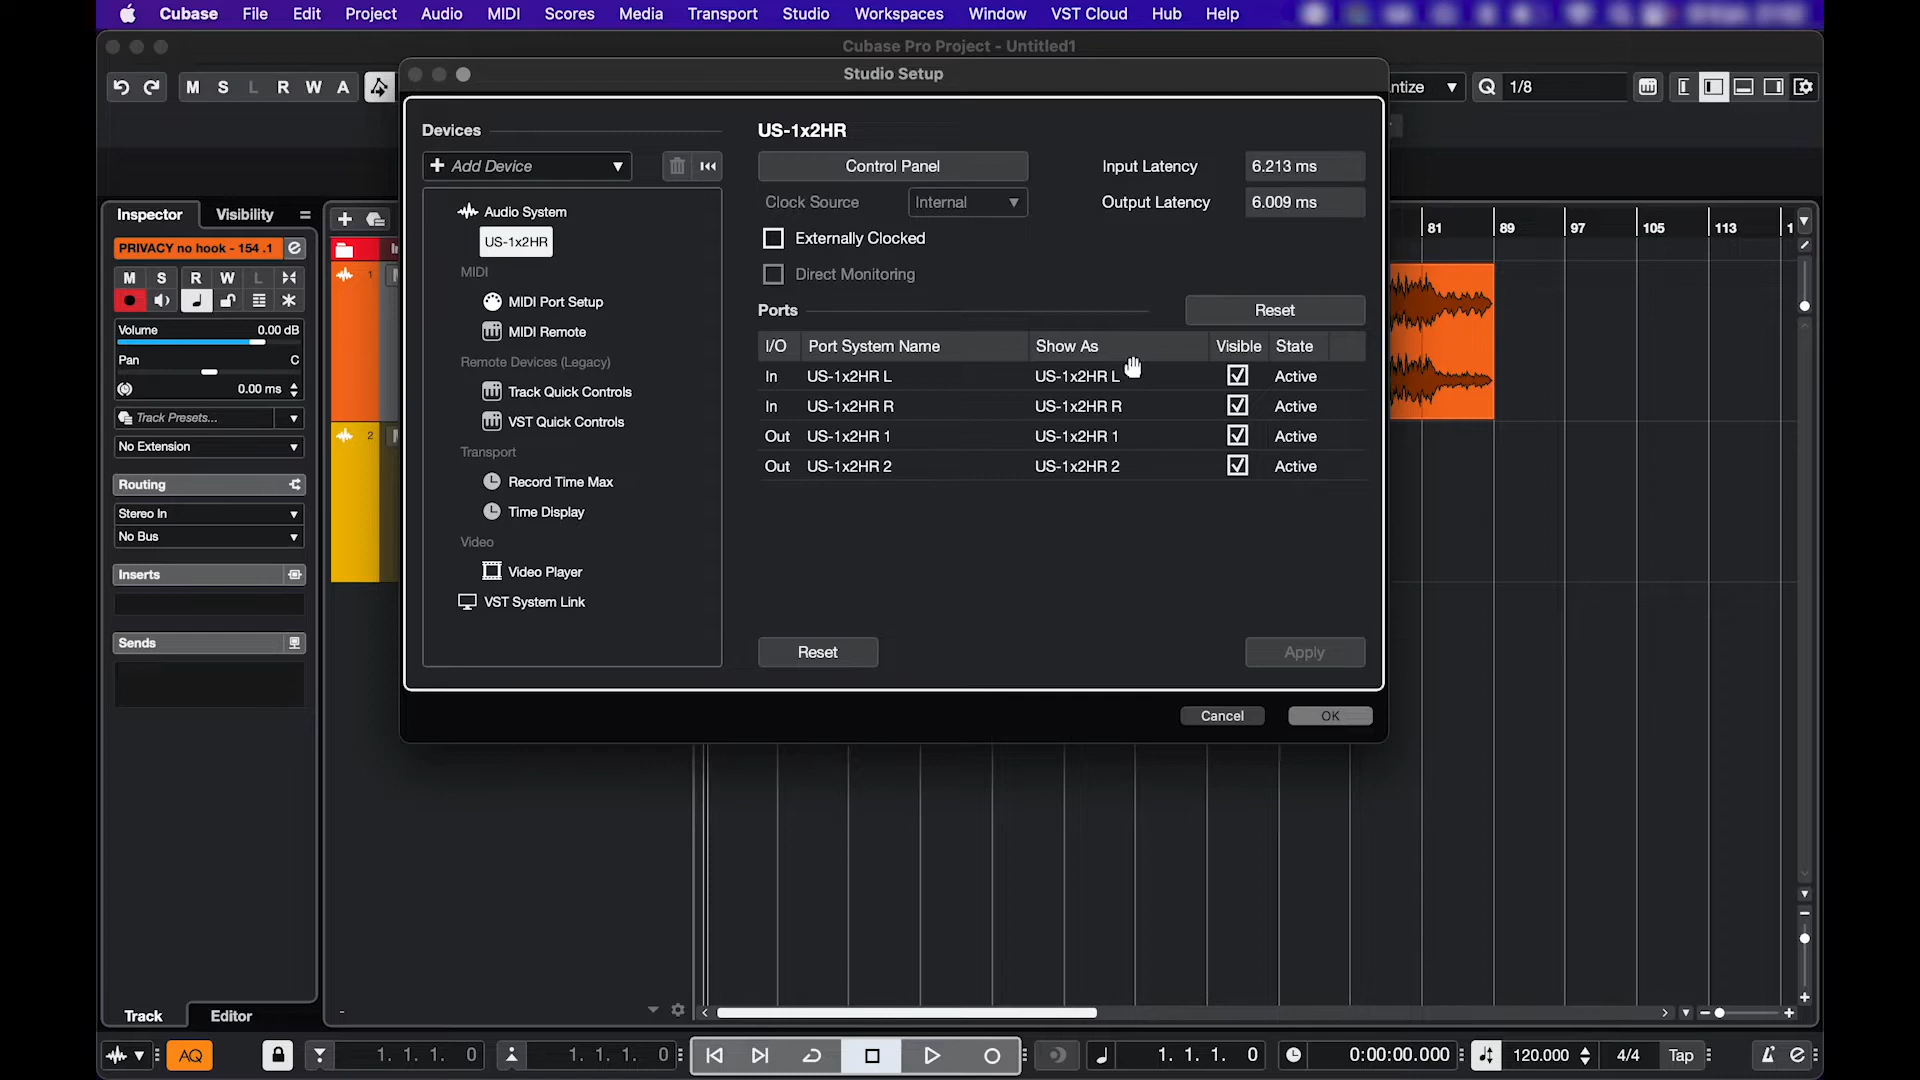 Cubase File Edit Project Audio MIDI Scores Media Transport Studio Workspaces Window VST Cloud Hub Help
Cubase Pro Project - Untitled1
Studio Setup
M S L R W A
ntize
Q 1/8
Devices
Add Device
Audio System
US-1x2HR
MIDI
MIDI Port Setup
MIDI Remote
Remote Devices (Legacy)
Track Quick Controls
VST Quick Controls
Transport
Record Time Max
Time Display
Video
Video Player
VST System Link
US-1x2HR
Control Panel
Input Latency 6.213 ms
Clock Source Internal
Output Latency 6.009 ms
Externally Clocked
Direct Monitoring
Ports
Reset
I/O Port System Name Show As Visible State
In US-1x2HR L US-1x2HR L Active
In US-1x2HR R US-1x2HR R Active
Out US-1x2HR 1 US-1x2HR 1 Active
Out US-1x2HR 2 US-1x2HR 2 Active
Reset
Apply
Cancel OK
Inspector Visibility
PRIVACY no hook - 154 .1
M S R W L
Volume 0.00 dB
Pan C
0.00 ms
Track Presets...
No Extension
Routing
Stereo In
No Bus
Inserts
Sends
Track Editor
1
2
81 89 97 105 113 1
AQ
1. 1. 1. 0
1. 1. 1. 0
1. 1. 1. 0
0:00:00.000
120.000
4/4
Tap